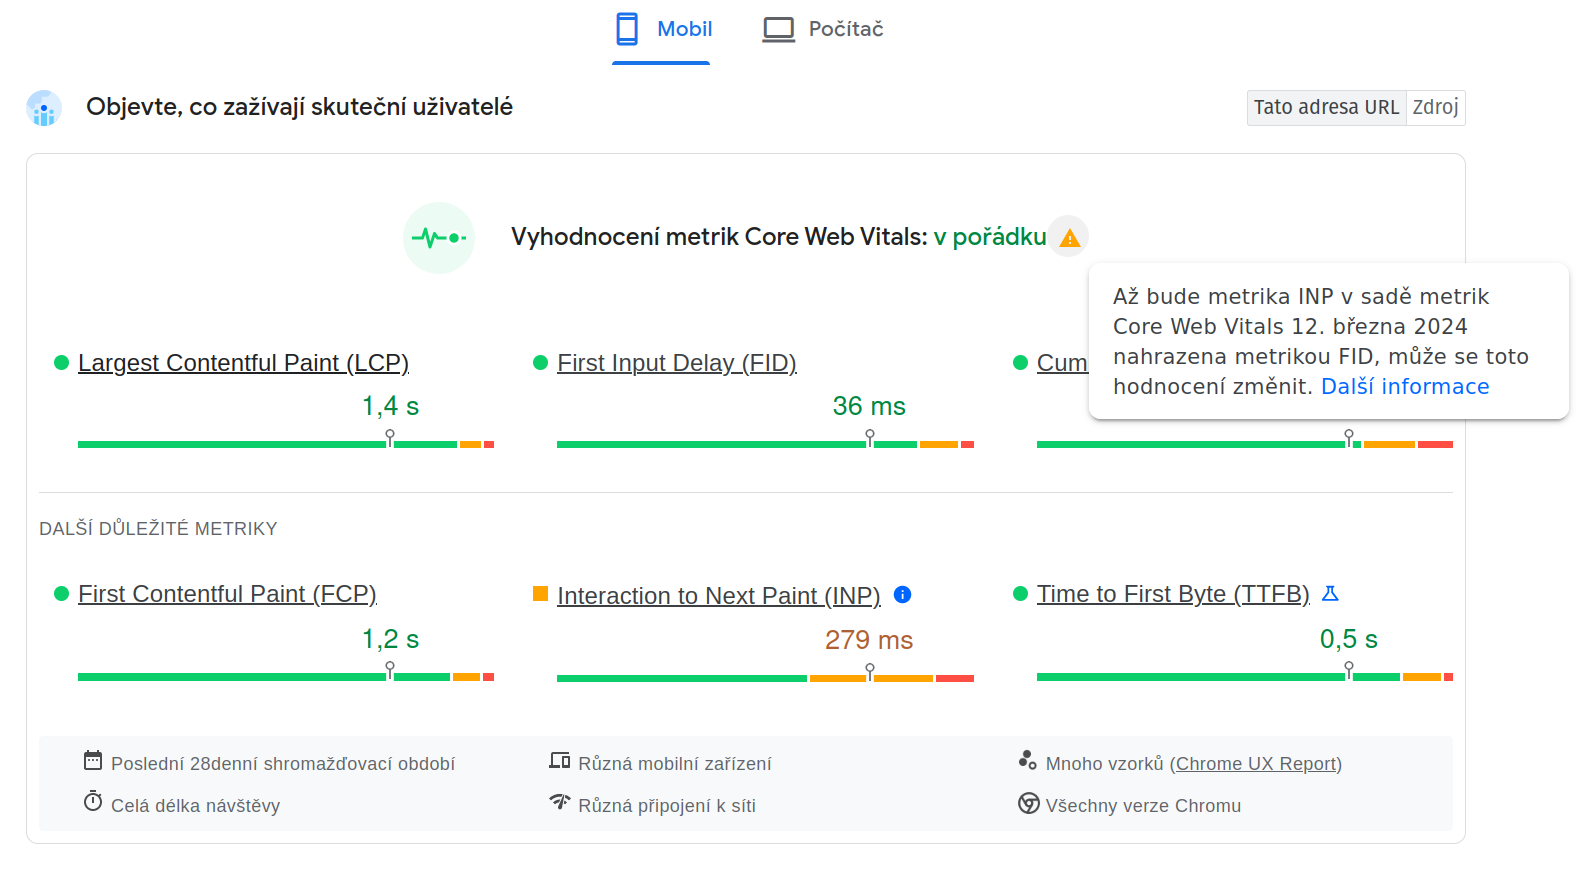 Mobil
Počítač
Objevte, co zažívají skuteční uživatelé
Tato adresa URL
Zdroj
Vyhodnocení metrik Core Web Vitals: v pořádku
Až bude metrika INP v sadě metrik
Core Web Vitals 12. března 2024
nahrazena metrikou FID, může se toto
hodnocení změnit. Další informace
Largest Contentful Paint (LCP)
1,4 s
First Input Delay (FID)
36 ms
Cum
DALŠÍ DŮLEŽITÉ METRIKY
First Contentful Paint (FCP)
1,2 s
Interaction to Next Paint (INP)
279 ms
Time to First Byte (TTFB)
0,5 s
Poslední 28denní shromažďovací období
Různá mobilní zařízení
Mnoho vzorků (Chrome UX Report)
Celá délka návštěvy
Různá připojení k síti
Všechny verze Chromu